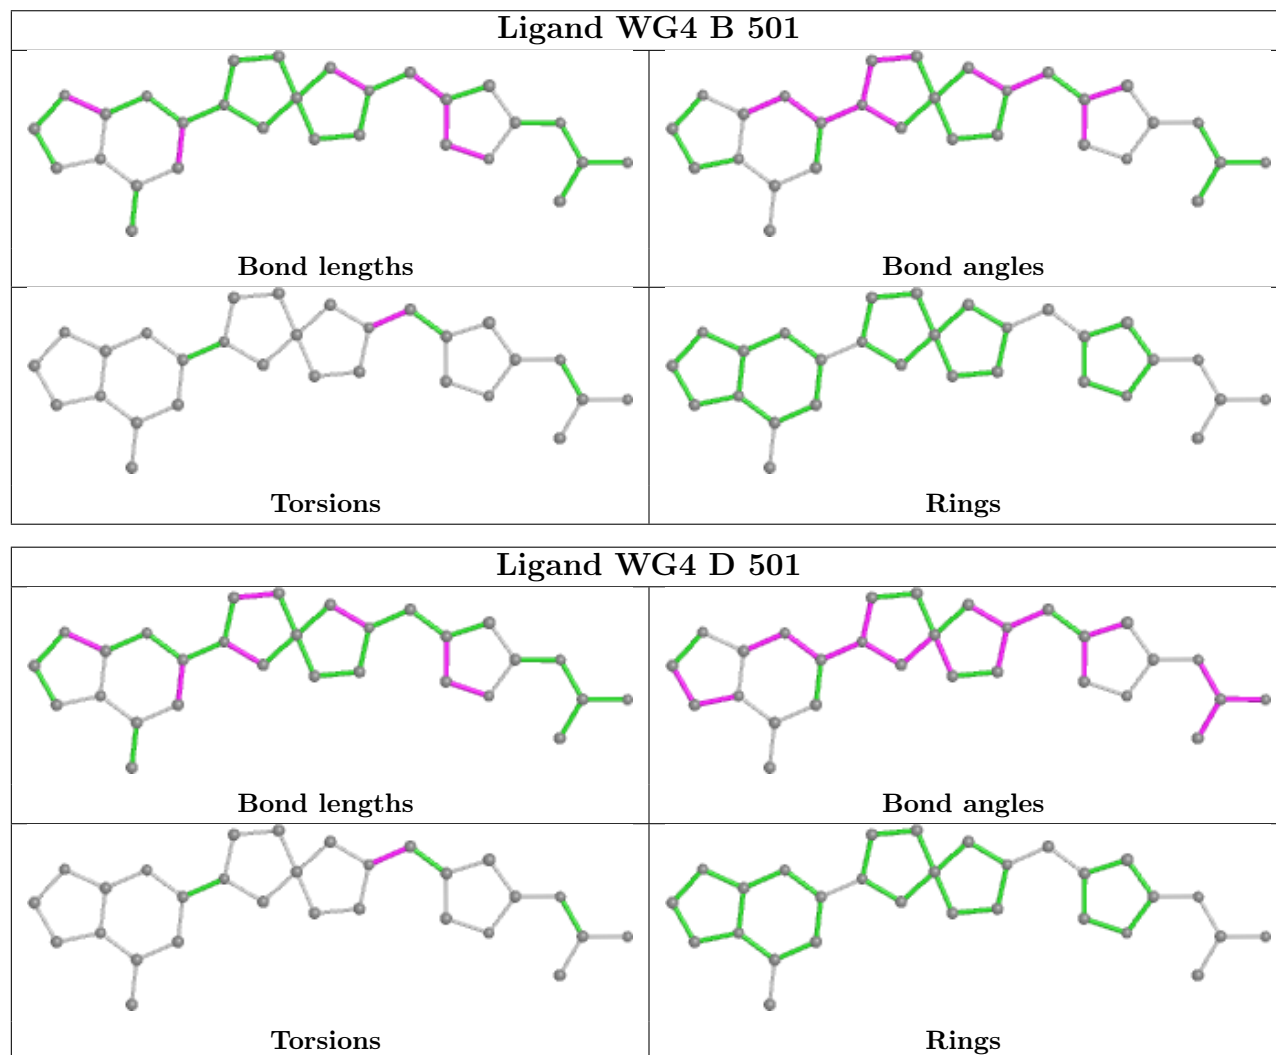 Ligand WG4 B 501
Bond lengths
Bond angles
Torsions
Rings
Ligand WG4 D 501
Bond lengths
Bond angles
Torsions
Rings